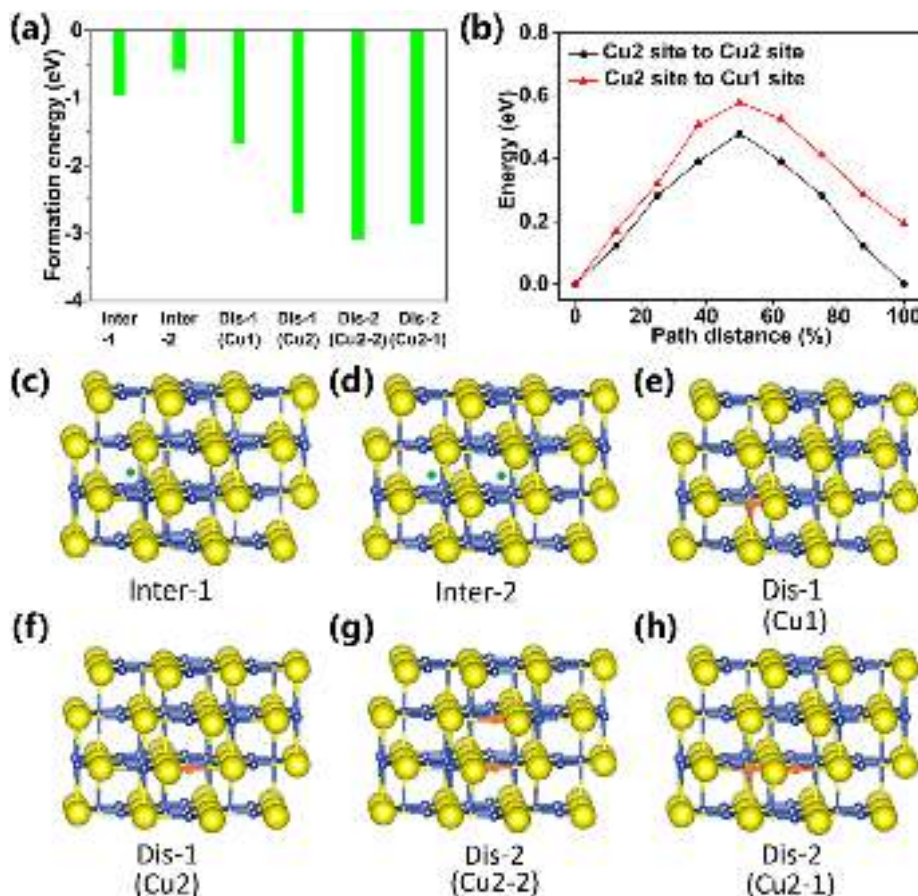 (a)
Formation energy (eV)
0
-1
-2
-3
-4
Inter
-1
Inter
-2
Dis-1
(Cu1)
Dis-1
(Cu2)
Dis-2
(Cu2-2)
Dis-2
(Cu2-1)
(b)
Energy (eV)
0.8
0.6
0.4
0.2
0.0
Cu2 site to Cu2 site
Cu2 site to Cu1 site
0 20 40 60 80 100
Path distance (%)
(c)
Inter-1
(d)
Inter-2
(e)
Dis-1
(Cu1)
(f)
Dis-1
(Cu2)
(g)
Dis-2
(Cu2-2)
(h)
Dis-2
(Cu2-1)